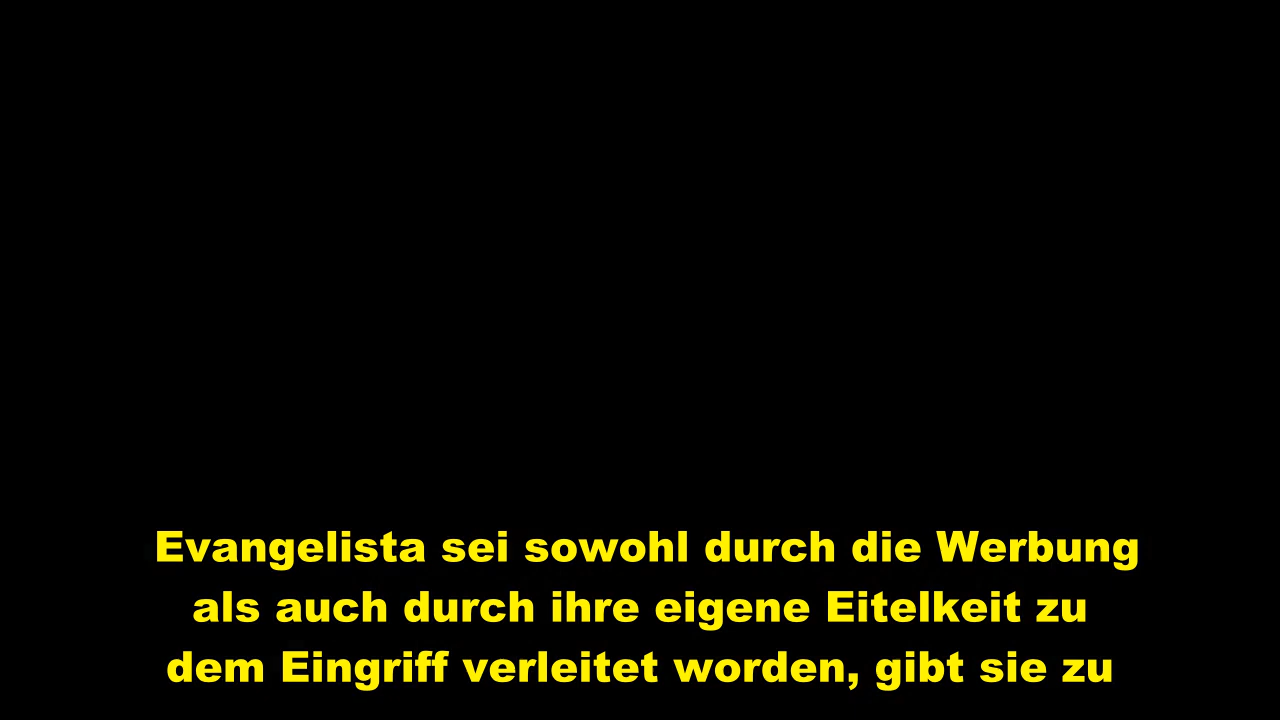 Evangelista sei sowohl durch die Werbung
als auch durch ihre eigene Eitelkeit zu
dem Eingriff verleitet worden, gibt sie zu